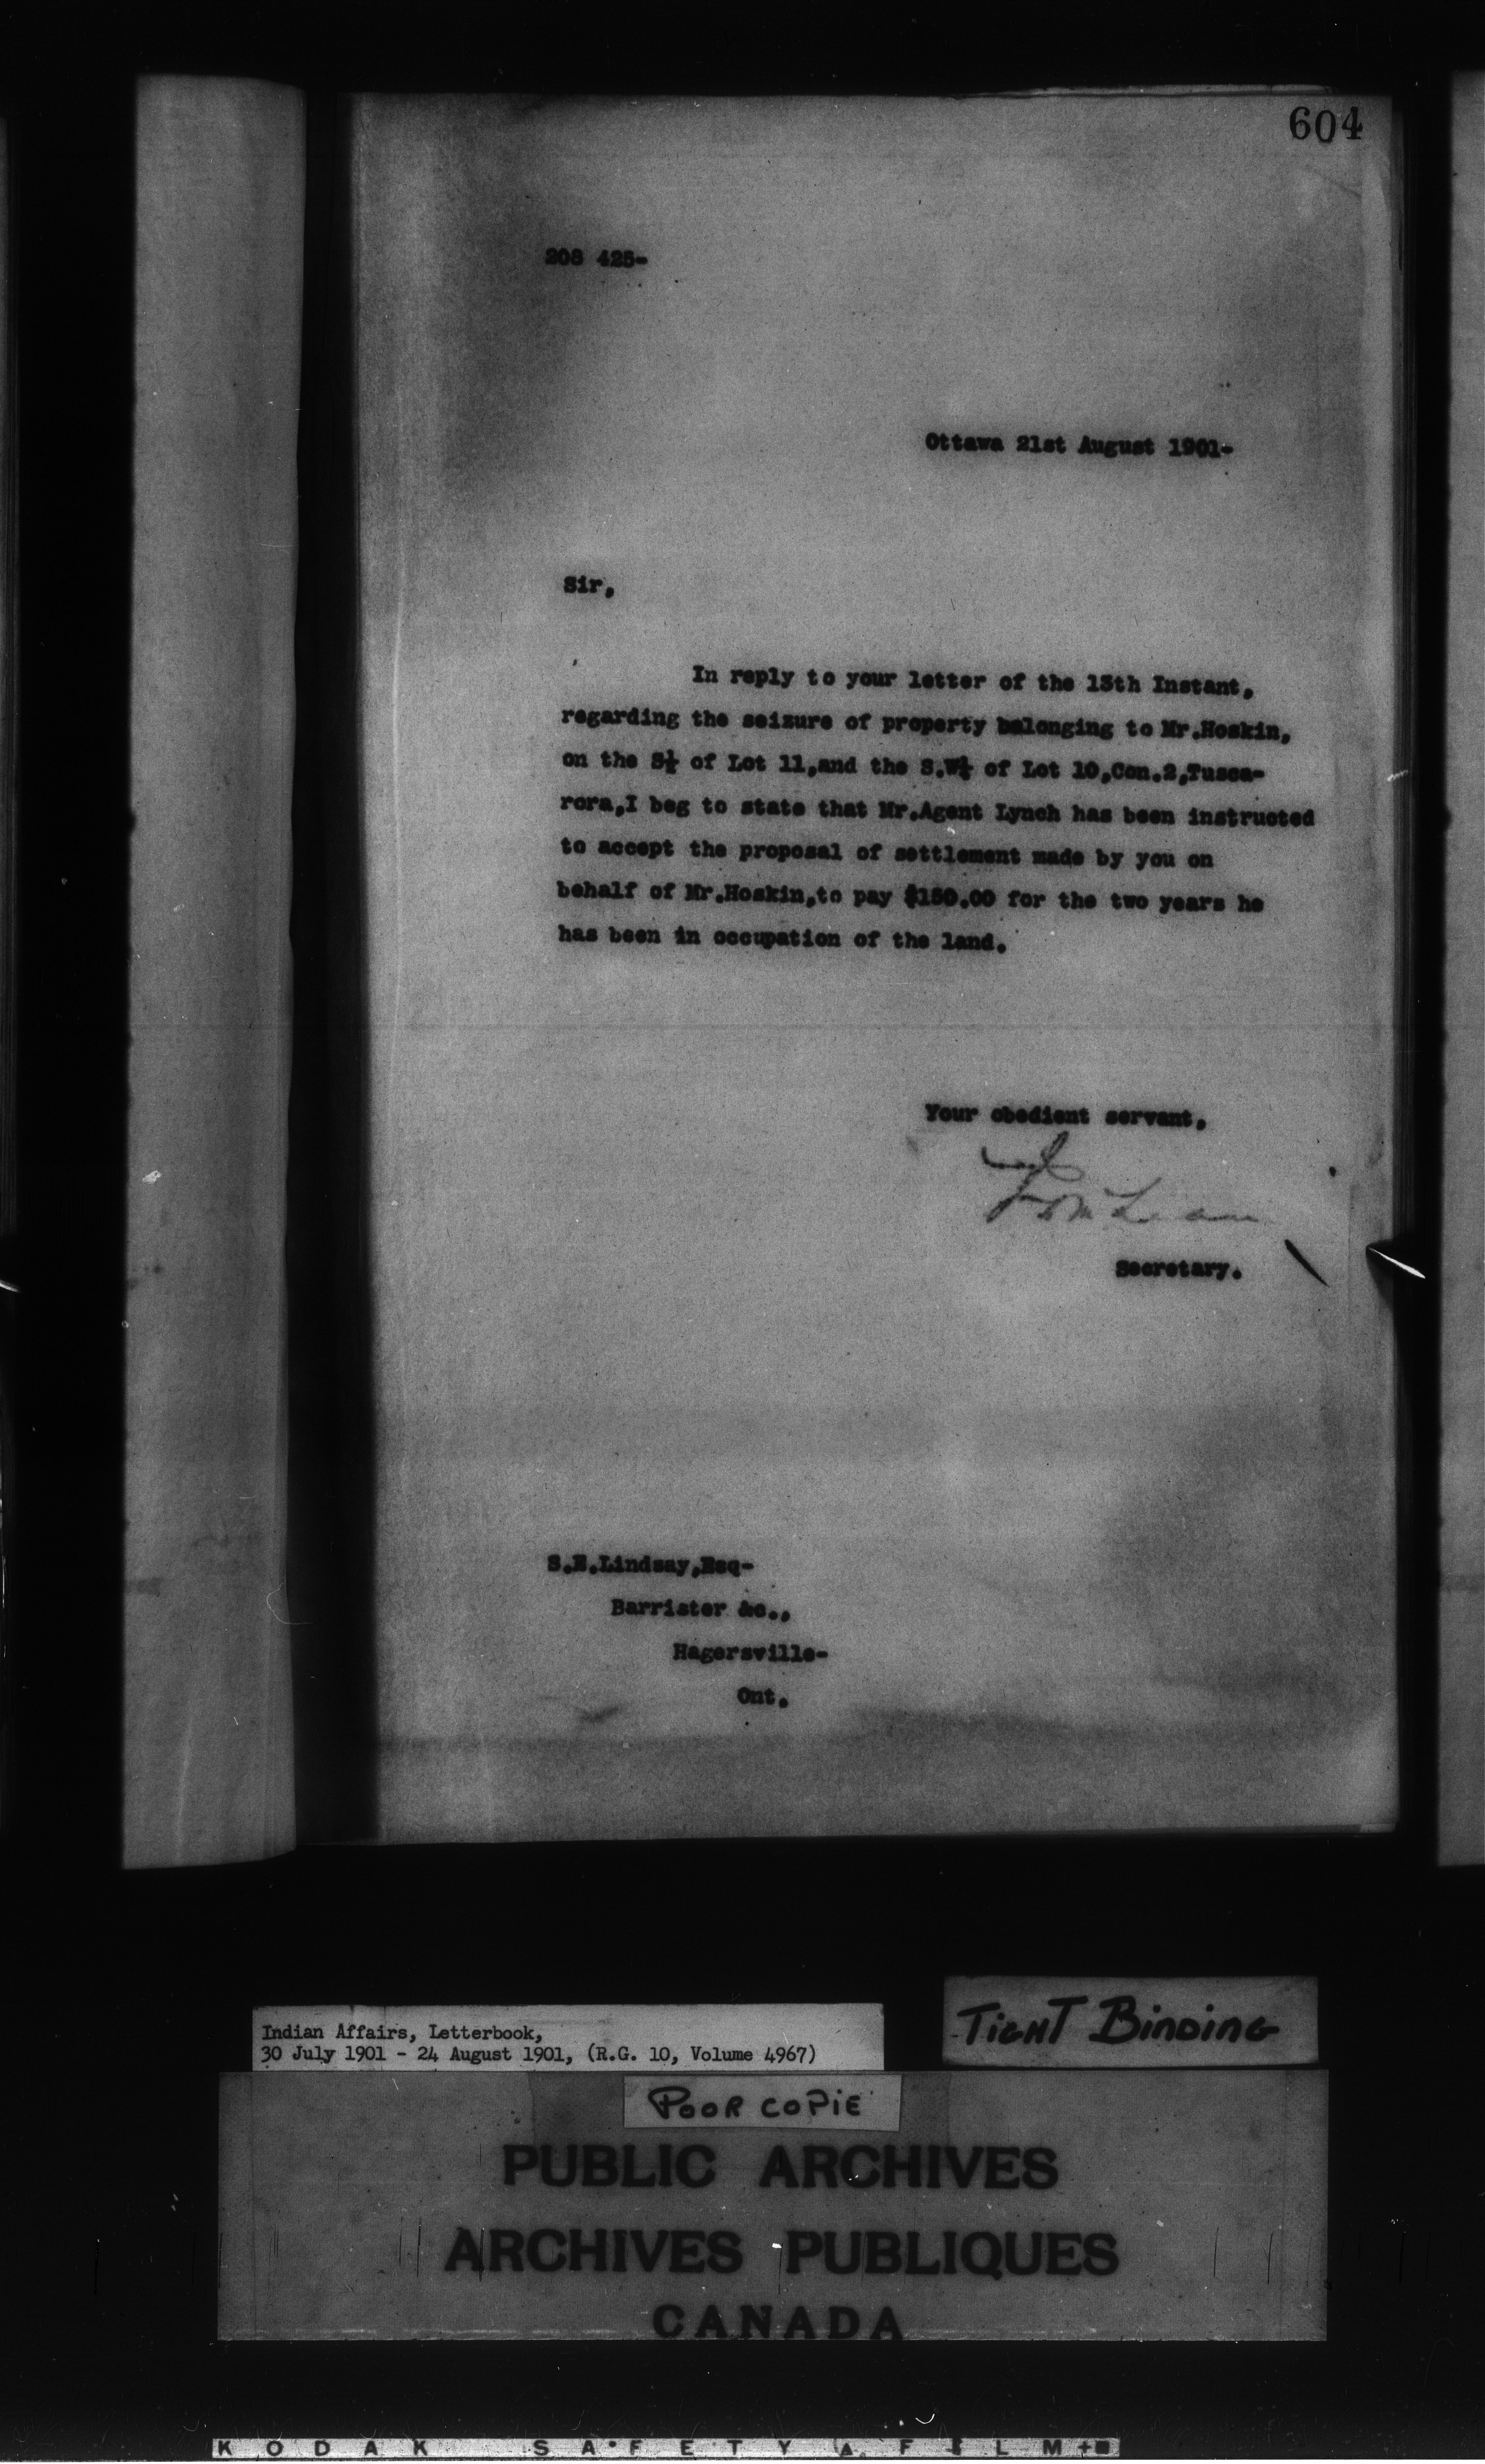 604
208 425-
Ottawa 21st August 1901-
Sir,
In reply to your letter of the 15th Instant,
regarding the seizure of property belonging to Mr.Hoskin,
on the S½ of Lot 11,and the S.W¼ of Lot 10,Con.2,Tusca-
rora,I beg to state that Mr.Agent Lynch has been instructed
to accept the proposal of settlement made by you on
behalf of Mr.Hoskin,to pay $150.00 for the two years he
has been in occupation of the land.
Your obedient servant,
J D McLean
Secretary.
S.E.Lindsay,Esq-
Barrister &c.,
Hagersville-
Ont.
Indian Affairs, Letterbook,
30 July 1901 - 24 August 1901, (R.G. 10, Volume 4967)
TIGHT BINDING
POOR COPIE
PUBLIC ARCHIVES
ARCHIVES PUBLIQUES
CANADA
KODAK SAFETY FILM